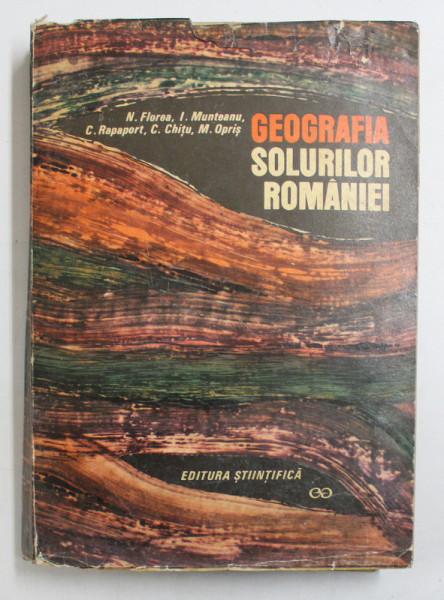 N. Florea, I. Munteanu,
C. Rapaport, C. Chițu, M. Opriș
GEOGRAFIA
SOLURILOR
ROMÂNIEI
EDITURA ȘTIINȚIFICĂ